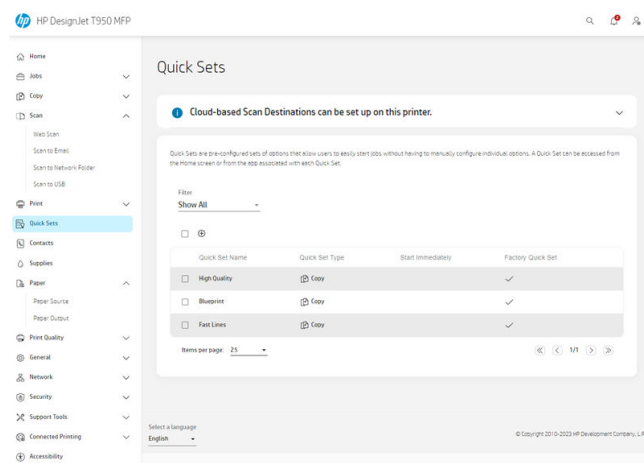 hp HP DesignJet T950 MFP
Home
Jobs
Copy
Scan
Web Scan
Scan to Email
Scan to Network Folder
Scan to USB
Print
Quick Sets
Contacts
Supplies
Paper
Paper Source
Paper Output
Print Quality
General
Network
Security
Support Tools
Connected Printing
Accessibility
Quick Sets
Cloud-based Scan Destinations can be set up on this printer.
Quick Sets are pre-configured sets of options that allow users to easily start jobs without having to manually configure individual options. A Quick Set can be accessed from
the Home screen or from the app associated with each Quick Set.
Filter
Show All
Quick Set Name Quick Set Type Start Immediately Factory Quick Set
High Quality Copy
Blueprint Copy
Fast Lines Copy
Items per page: 25 1/1
Select a language
English
© Copyright 2010-2023 HP Development Company, L.P.